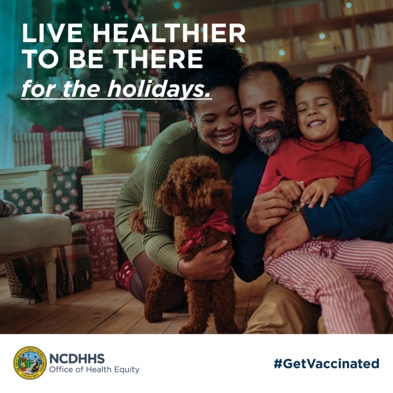 LIVE HEALTHIER
TO BE THERE
for the holidays.
NCDHHS
Office of Health Equity
#GetVaccinated